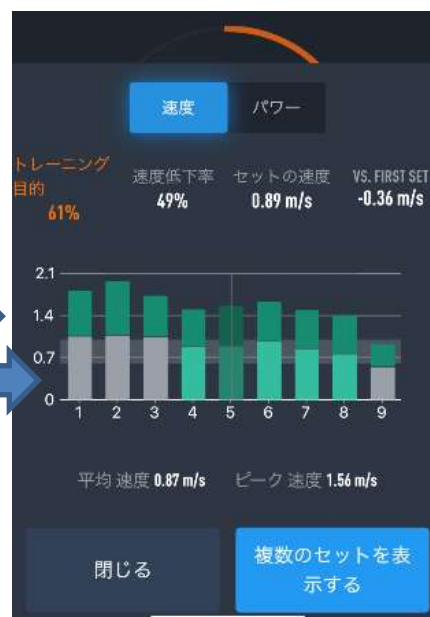 速度 パワー
トレーニング
目的
61%
速度低下率
49%
セットの速度
0.89 m/s
VS. FIRST SET
-0.36 m/s
2.1
1.4
0.7
0
1 2 3 4 5 6 7 8 9
平均 速度 0.87 m/s ピーク 速度 1.56 m/s
閉じる
複数のセットを表
示する